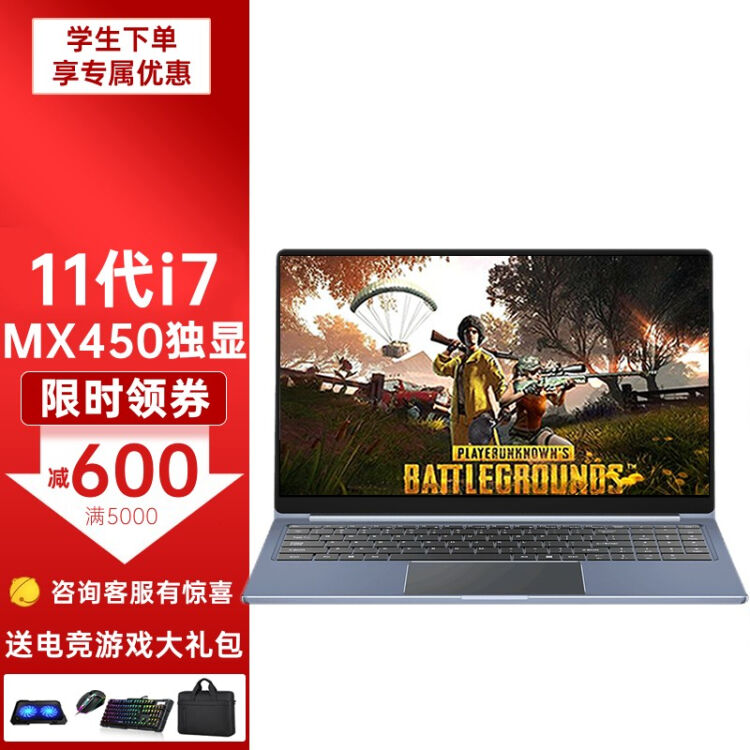 学生下单
享专属优惠
11代i7
MX450独显
限时领券
减600
满5000
咨询客服有惊喜
送电竞游戏大礼包
PLAYERUNKNOWN'S
BATTLEGROUNDS